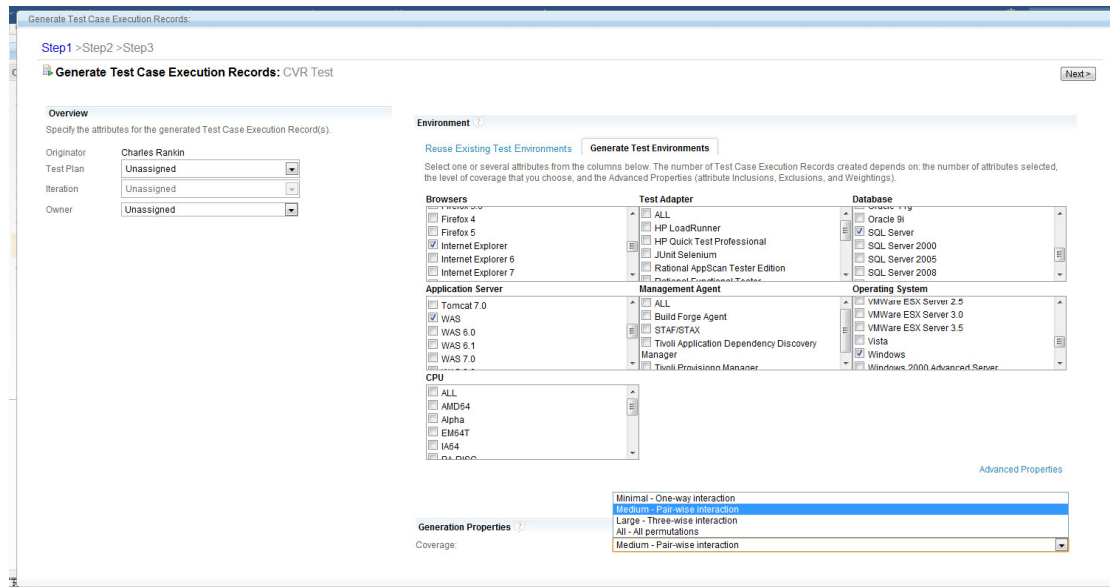 Generate Test Case Execution Records:
Step1 >Step2 >Step3
Generate Test Case Execution Records: CVR Test
Next >
Overview
Specify the attributes for the generated Test Case Execution Record(s).
Originator Charles Rankin
Test Plan Unassigned
Iteration Unassigned
Owner Unassigned
Environment ?
Reuse Existing Test Environments Generate Test Environments
Select one or several attributes from the columns below. The number of Test Case Execution Records created depends on: the number of attributes selected,
the level of coverage that you choose, and the Advanced Properties (attribute Inclusions, Exclusions, and Weightings).
Browsers
Firefox 4
Firefox 5
Internet Explorer
Internet Explorer 6
Internet Explorer 7
Test Adapter
ALL
HP LoadRunner
HP Quick Test Professional
JUnit Selenium
Rational AppScan Tester Edition
Rational Functional Tester
Database
Oracle 9i
SQL Server
SQL Server 2000
SQL Server 2005
SQL Server 2008
Application Server
Tomcat 7.0
WAS
WAS 6.0
WAS 6.1
WAS 7.0
Management Agent
ALL
Build Forge Agent
STAF/STAX
Tivoli Application Dependency Discovery
Manager
Tivoli Provisiong Manager
Operating System
VMWare ESX Server 2.5
VMWare ESX Server 3.0
VMWare ESX Server 3.5
Vista
Windows
Windows 2000 Advanced Server
CPU
ALL
AMD64
Alpha
EM64T
IA64
PA-RISC
Advanced Properties
Minimal - One-way interaction
Medium - Pair-wise interaction
Large - Three-wise interaction
All - All permutations
Generation Properties ?
Coverage: Medium - Pair-wise interaction